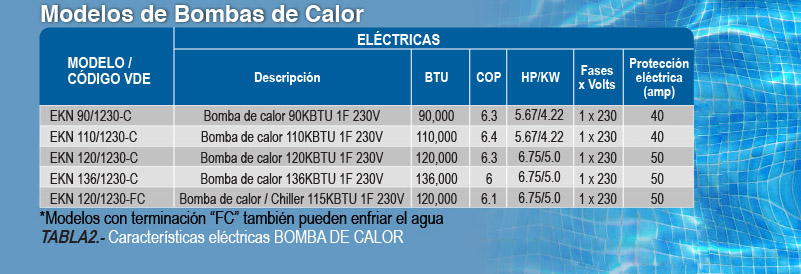 Modelos de Bombas de Calor
ELÉCTRICAS
MODELO / CÓDIGO VDE Descripción BTU COP HP/KW Fases x Volts Protección eléctrica (amp)
EKN 90/1230-C Bomba de calor 90KBTU 1F 230V 90,000 6.3 5.67/4.22 1 x 230 40
EKN 110/1230-C Bomba de calor 110KBTU 1F 230V 110,000 6.4 5.67/4.22 1 x 230 40
EKN 120/1230-C Bomba de calor 120KBTU 1F 230V 120,000 6.3 6.75/5.0 1 x 230 50
EKN 136/1230-C Bomba de calor 136KBTU 1F 230V 136,000 6 6.75/5.0 1 x 230 50
EKN 120/1230-FC Bomba de calor / Chiller 115KBTU 1F 230V 120,000 6.1 6.75/5.0 1 x 230 50
*Modelos con terminación “FC” también pueden enfriar el agua
TABLA2.- Características eléctricas BOMBA DE CALOR